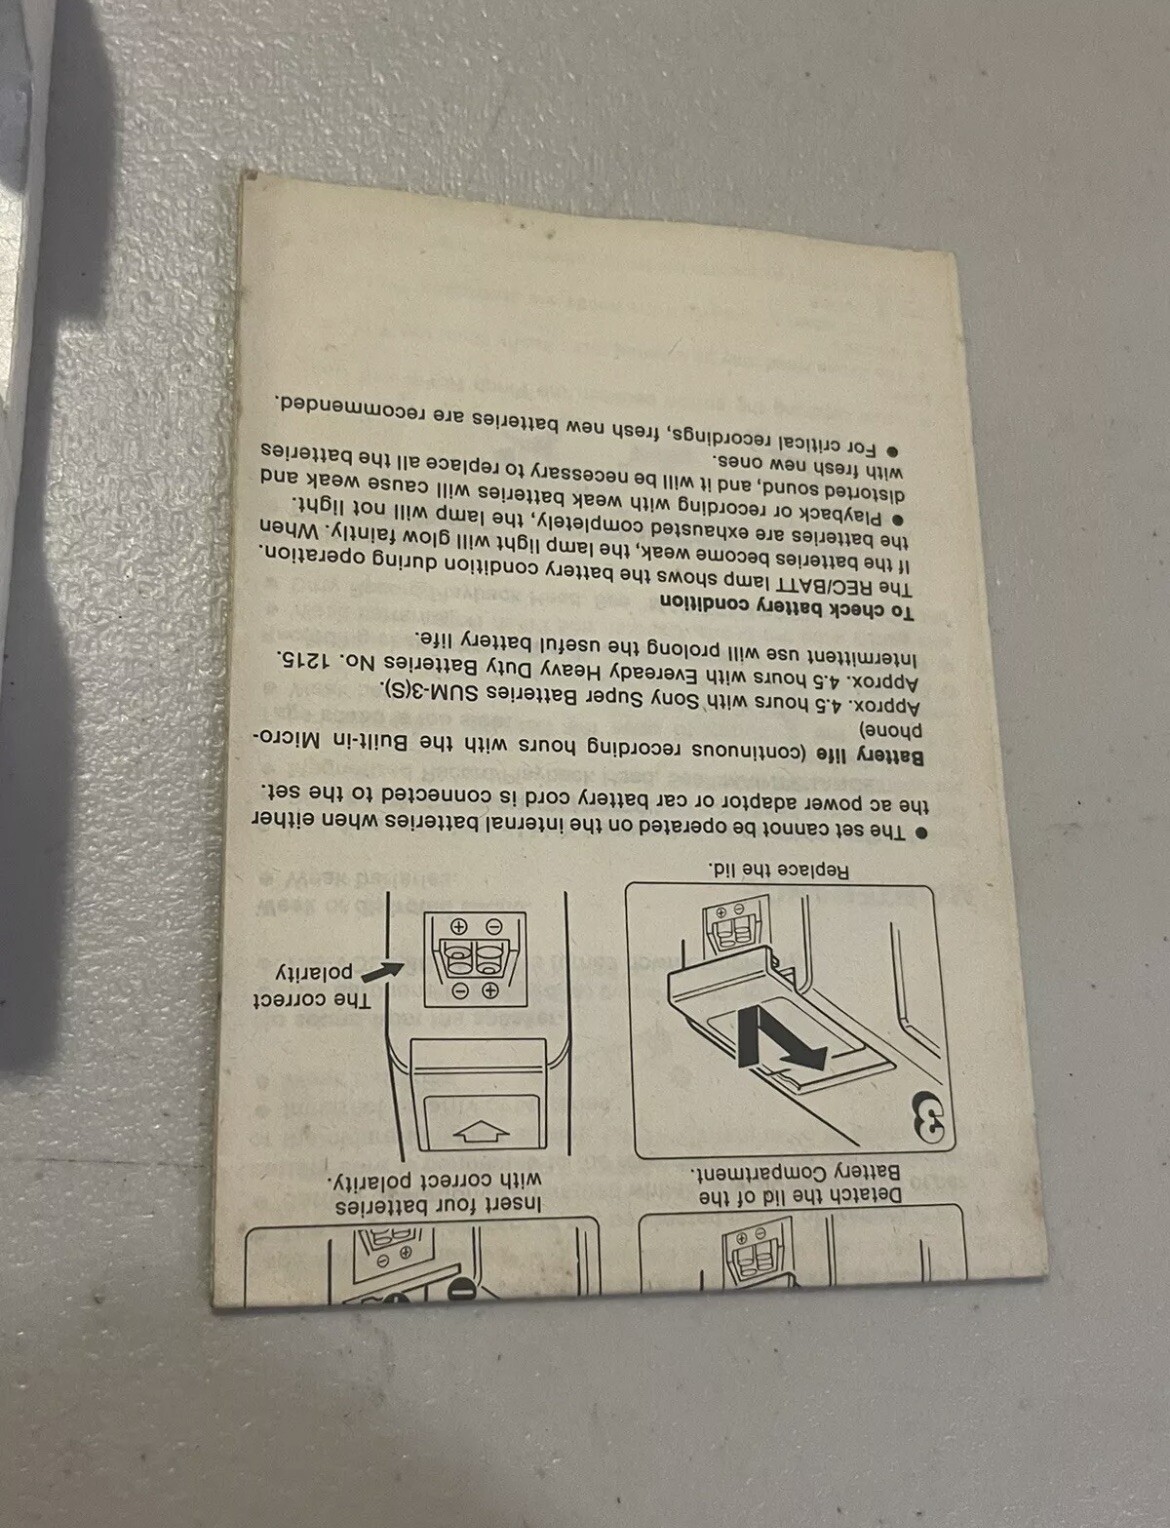 Detatch the lid of the
Battery Compartment.
Insert four batteries
with correct polarity.
3
Replace the lid.
The correct
polarity
⊕ ⊖
⊖ ⊕
● The set cannot be operated on the internal batteries when either
the ac power adaptor or car battery cord is connected to the set.
Battery life (continuous recording hours with the Built-in Micro-
phone)
Approx. 4.5 hours with Sony Super Batteries SUM-3(S).
Approx. 4.5 hours with Eveready Heavy Duty Batteries No. 1215.
Intermittent use will prolong the useful battery life.
To check battery condition
The REC/BATT lamp shows the battery condition during operation.
If the batteries become weak, the lamp light will glow faintly. When
the batteries are exhausted completely, the lamp will not light.
● Playback or recording with weak batteries will cause weak and
distorted sound, and it will be necessary to replace all the batteries
with fresh new ones.
● For critical recordings, fresh new batteries are recommended.